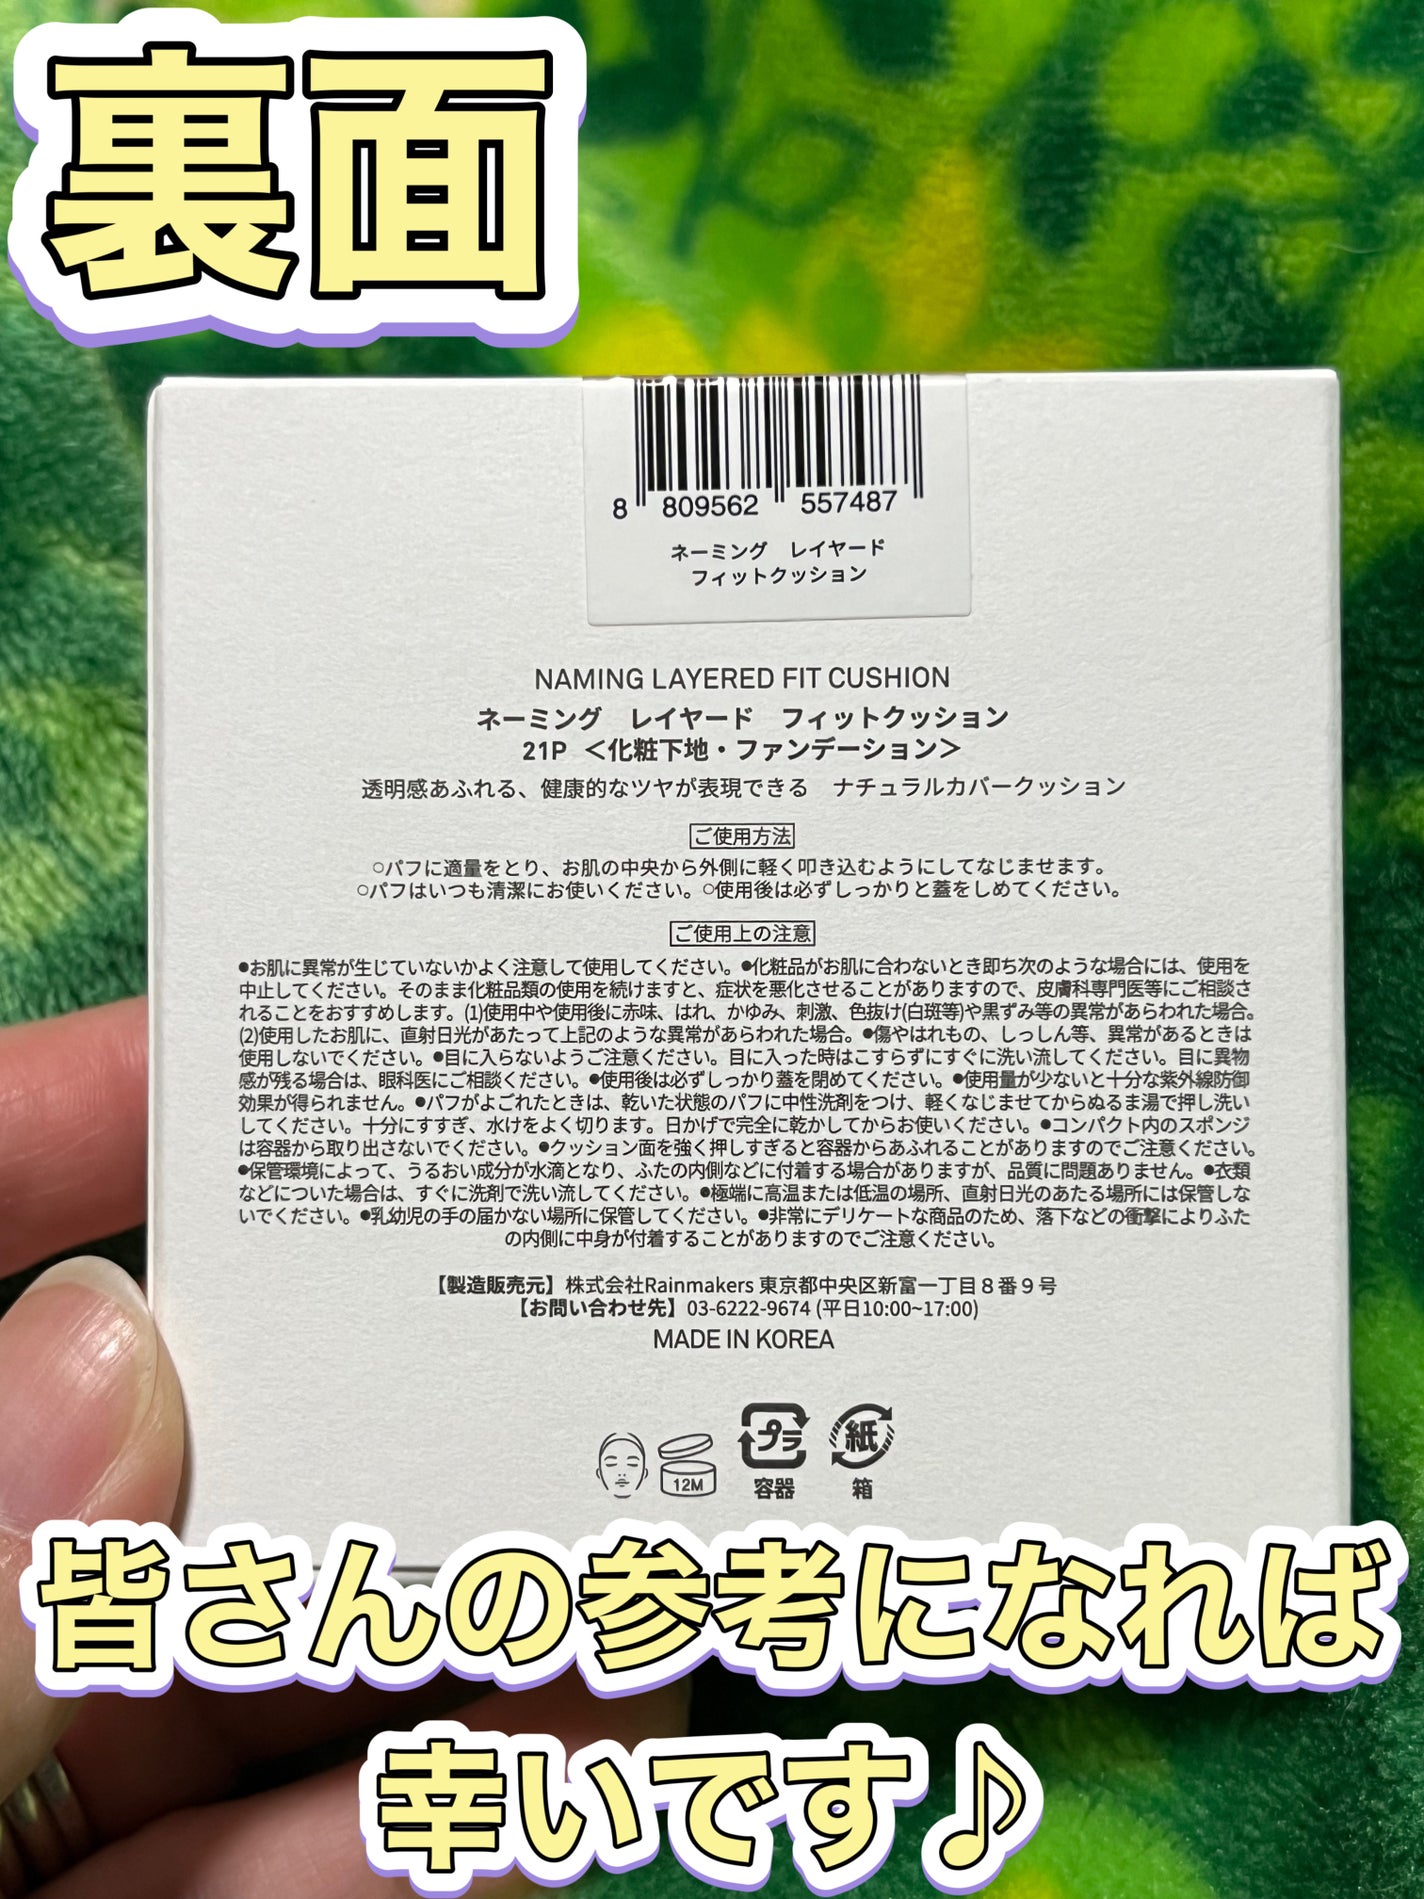 裏面
8 809562 557487
ネーミング レイヤード
フィットクッション
NAMING LAYERED FIT CUSHION
ネーミング レイヤード フィットクッション
21P ＜化粧下地・ファンデーション＞
透明感あふれる、健康的なツヤが表現できる ナチュラルカバークッション
ご使用方法
○パフに適量をとり、お肌の中央から外側に軽く叩き込むようにしてなじませます。
○パフはいつも清潔にお使いください。○使用後は必ずしっかりと蓋をしめてください。
ご使用上の注意
●お肌に異常が生じていないかよく注意して使用してください。●化粧品がお肌に合わないとき即ち次のような場合には、使用を
中止してください。そのまま化粧品類の使用を続けますと、症状を悪化させることがありますので、皮膚科専門医等にご相談さ
れることをおすすめします。(1)使用中や使用後に赤味、はれ、かゆみ、刺激、色抜け(白斑等)や黒ずみ等の異常があらわれた場合。
(2)使用したお肌に、直射日光があたって上記のような異常があらわれた場合。●傷やはれもの、しっしん等、異常があるときは
使用しないでください。●目に入らないようご注意ください。目に入った時はこすらずにすぐに洗い流してください。目に異物
感が残る場合は、眼科医にご相談ください。●使用後は必ずしっかり蓋を閉めてください。●使用量が少ないと十分な紫外線防御
効果が得られません。●パフがよごれたときは、乾いた状態のパフに中性洗剤をつけ、軽くなじませてからぬるま湯で押し洗い
してください。十分にすすぎ、水けをよく切ります。日かげで完全に乾かしてからお使いください。●コンパクト内のスポンジ
は容器から取り出さないでください。●クッション面を強く押しすぎると容器からあふれることがありますのでご注意ください。
●保管環境によって、うるおい成分が水滴となり、ふたの内側などに付着する場合がありますが、品質に問題ありません。●衣類
などについた場合は、すぐに洗剤で洗い流してください。●極端に高温または低温の場所、直射日光のあたる場所には保管しな
いでください。●乳幼児の手の届かない場所に保管してください。●非常にデリケートな商品のため、落下などの衝撃によりふた
の内側に中身が付着することがありますのでご注意ください。
【製造販売元】株式会社Rainmakers 東京都中央区新富一丁目８番９号
【お問い合わせ先】03-6222-9674 (平日10:00~17:00)
MADE IN KOREA
12M
プラ
容器
紙
箱
皆さんの参考になれば
幸いです♪